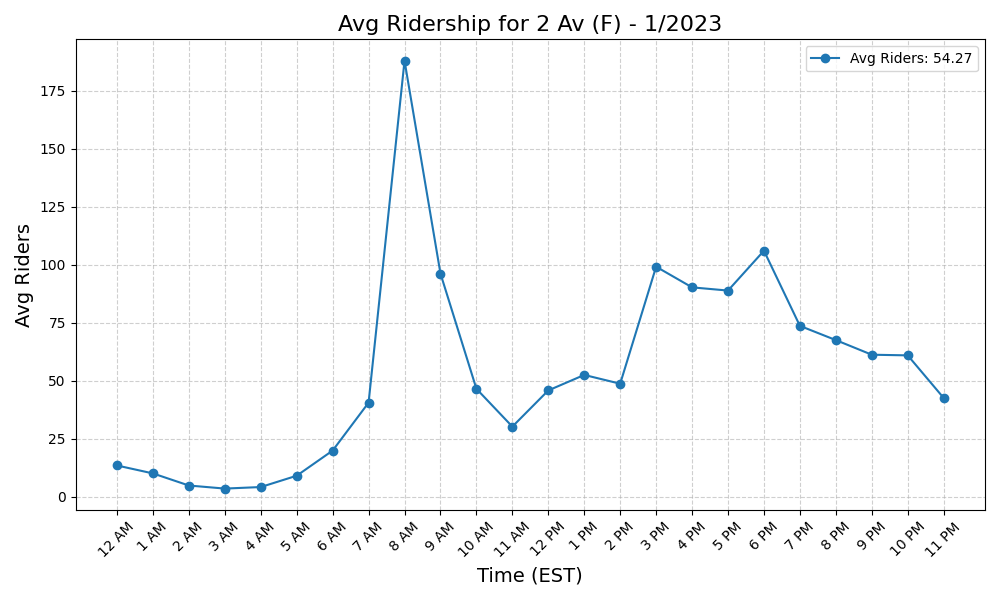 Avg Ridership for 2 Av (F) - 1/2023
Avg Riders: 54.27
Avg Riders
175
150
125
100
75
50
25
0
12 AM
1 AM
2 AM
3 AM
4 AM
5 AM
6 AM
7 AM
8 AM
9 AM
10 AM
11 AM
12 PM
1 PM
2 PM
3 PM
4 PM
5 PM
6 PM
7 PM
8 PM
9 PM
10 PM
11 PM
Time (EST)